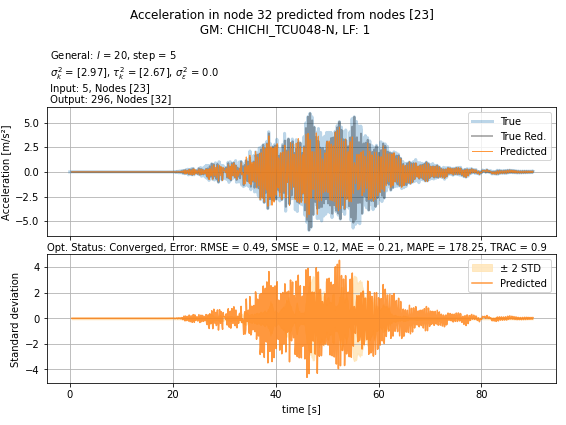 Acceleration in node 32 predicted from nodes [23]
GM: CHICHI_TCU048-N, LF: 1
General: l = 20, step = 5
σ²ₖ = [2.97], τ²ₖ = [2.67], σ²ε = 0.0
Input: 5, Nodes [23]
Output: 296, Nodes [32]
Acceleration [m/s²]
5.0
2.5
0.0
−2.5
−5.0
True
True Red.
Predicted
Opt. Status: Converged, Error: RMSE = 0.49, SMSE = 0.12, MAE = 0.21, MAPE = 178.25, TRAC = 0.9
Standard deviation
4
2
0
−2
−4
± 2 STD
Predicted
0 20 40 60 80
time [s]